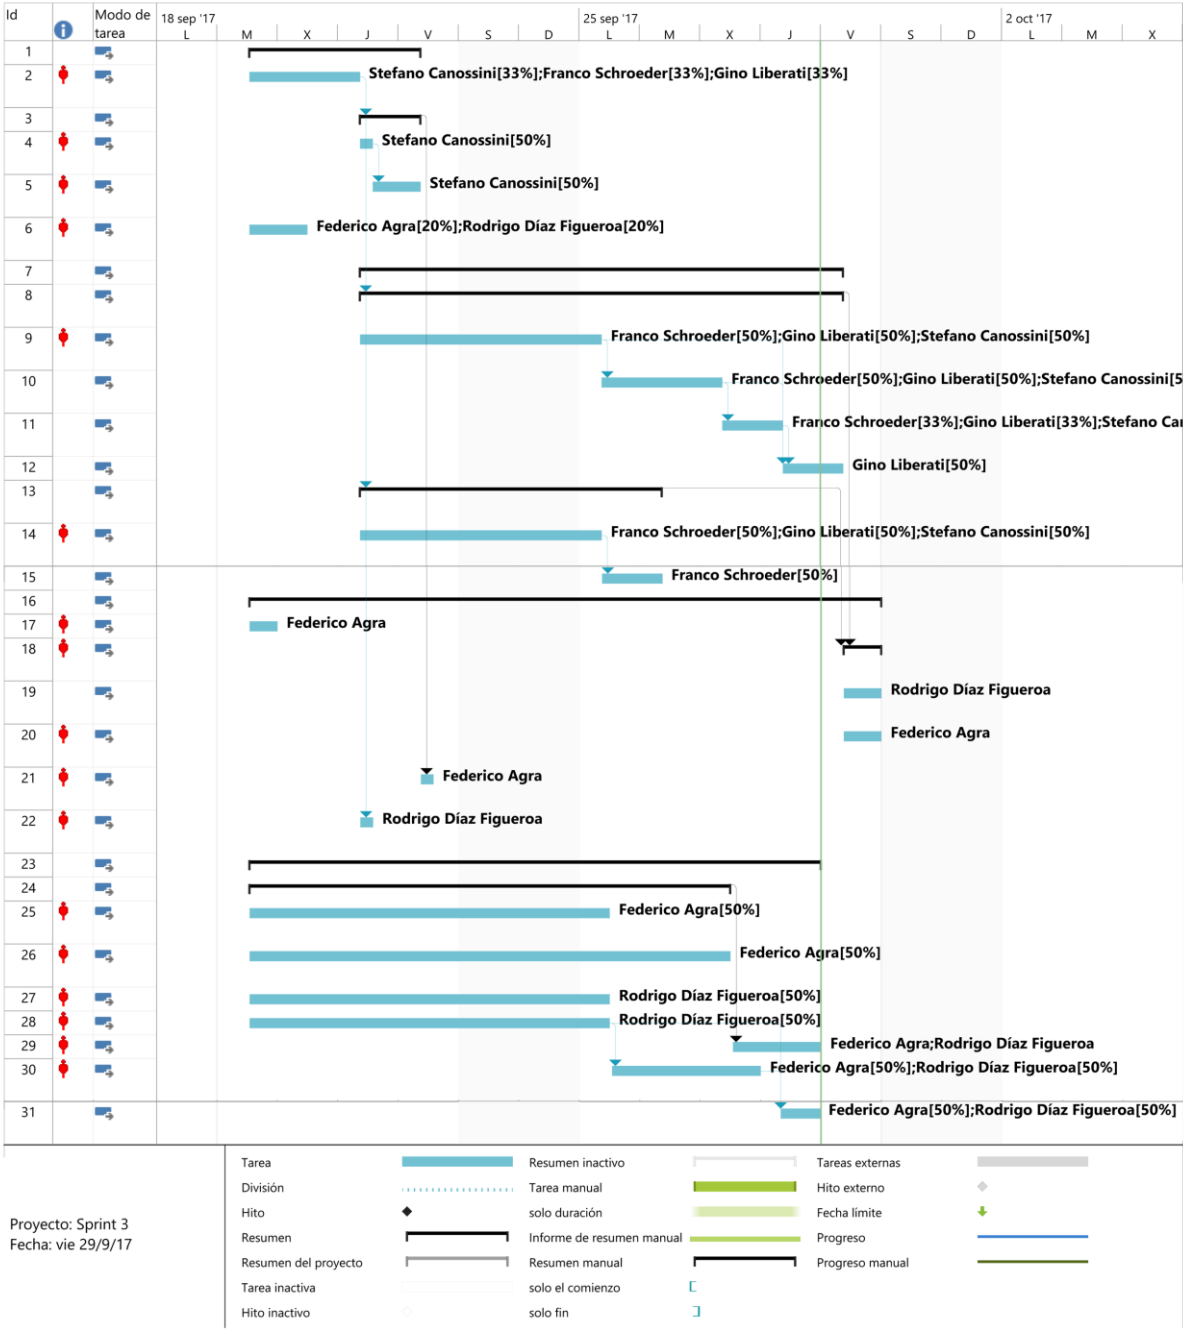 Id
Modo de tarea
18 sep '17
25 sep '17
2 oct '17
L M X J V S D L M X J V S D L M X
1
2 Stefano Canossini[33%];Franco Schroeder[33%];Gino Liberati[33%]
3
4 Stefano Canossini[50%]
5 Stefano Canossini[50%]
6 Federico Agra[20%];Rodrigo Díaz Figueroa[20%]
7
8
9 Franco Schroeder[50%];Gino Liberati[50%];Stefano Canossini[50%]
10 Franco Schroeder[50%];Gino Liberati[50%];Stefano Canossini[5
11 Franco Schroeder[33%];Gino Liberati[33%];Stefano Ca
12 Gino Liberati[50%]
13
14 Franco Schroeder[50%];Gino Liberati[50%];Stefano Canossini[50%]
15 Franco Schroeder[50%]
16
17 Federico Agra
18
19 Rodrigo Díaz Figueroa
20 Federico Agra
21 Federico Agra
22 Rodrigo Díaz Figueroa
23
24
25 Federico Agra[50%]
26 Federico Agra[50%]
27 Rodrigo Díaz Figueroa[50%]
28 Rodrigo Díaz Figueroa[50%]
29 Federico Agra;Rodrigo Díaz Figueroa
30 Federico Agra[50%];Rodrigo Díaz Figueroa[50%]
31 Federico Agra[50%];Rodrigo Díaz Figueroa[50%]
Proyecto: Sprint 3
Fecha: vie 29/9/17
Tarea
División
Hito
Resumen
Resumen del proyecto
Tarea inactiva
Hito inactivo
Resumen inactivo
Tarea manual
solo duración
Informe de resumen manual
Resumen manual
solo el comienzo
solo fin
Tareas externas
Hito externo
Fecha límite
Progreso
Progreso manual